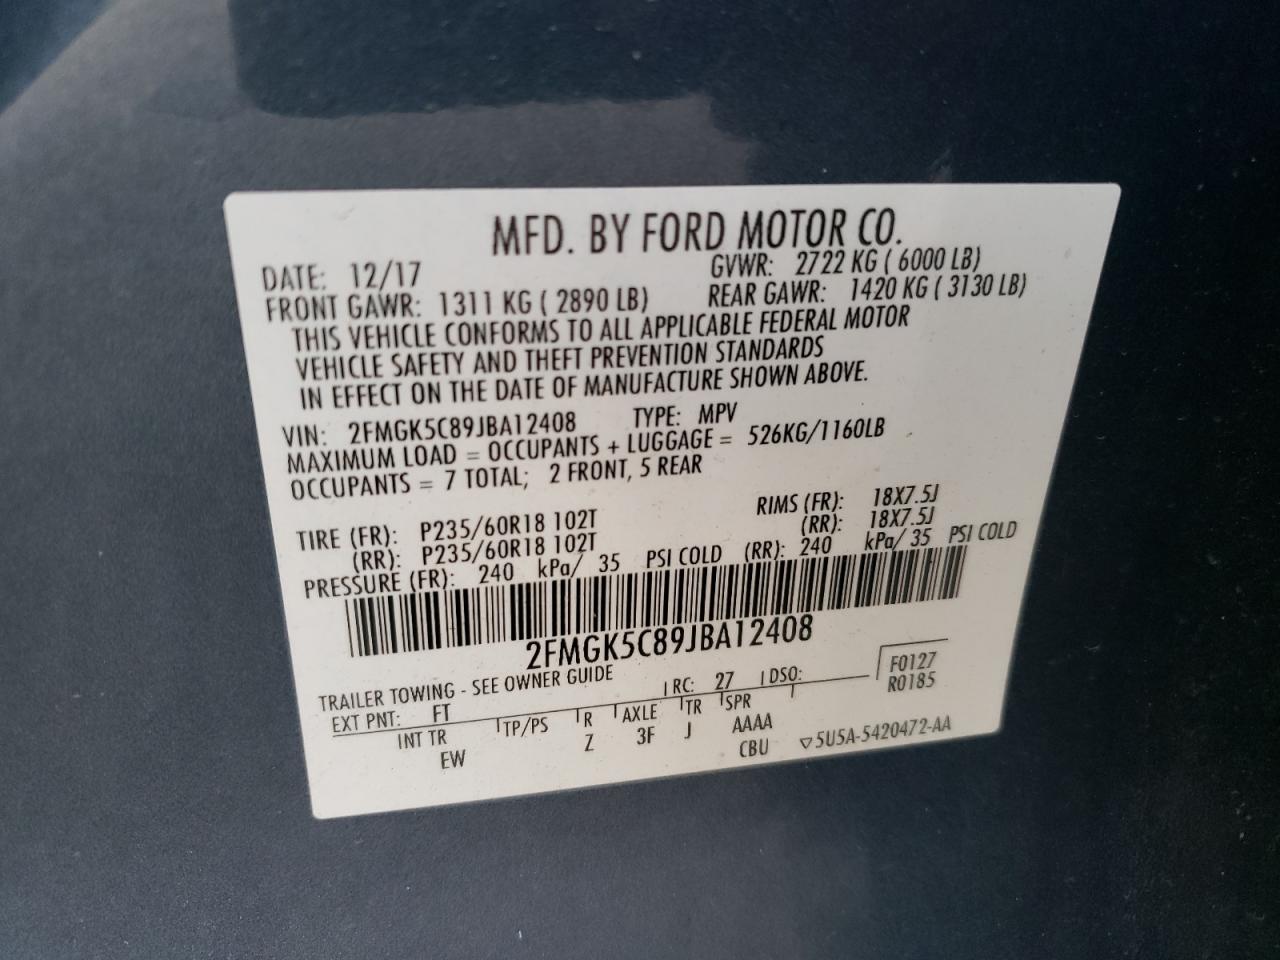 MFD. BY FORD MOTOR CO.
DATE: 12/17 GVWR: 2722 KG ( 6000 LB)
FRONT GAWR: 1311 KG ( 2890 LB) REAR GAWR: 1420 KG ( 3130 LB)
THIS VEHICLE CONFORMS TO ALL APPLICABLE FEDERAL MOTOR
VEHICLE SAFETY AND THEFT PREVENTION STANDARDS
IN EFFECT ON THE DATE OF MANUFACTURE SHOWN ABOVE.
VIN: 2FMGK5C89JBA12408 TYPE: MPV
MAXIMUM LOAD = OCCUPANTS + LUGGAGE = 526KG/1160LB
OCCUPANTS = 7 TOTAL; 2 FRONT, 5 REAR
TIRE (FR): P235/60R18 102T RIMS (FR): 18X7.5J
(RR): P235/60R18 102T (RR): 18X7.5J
PRESSURE (FR): 240 kPa/ 35 PSI COLD (RR): 240 kPa/ 35 PSI COLD
2FMGK5C89JBA12408
TRAILER TOWING - SEE OWNER GUIDE
EXT PNT: FT RC: 27 DSO: F0127
R0185
INT TR TP/PS R AXLE TR SPR
EW Z 3F J AAAA
CBU ▽5U5A-5420472-AA